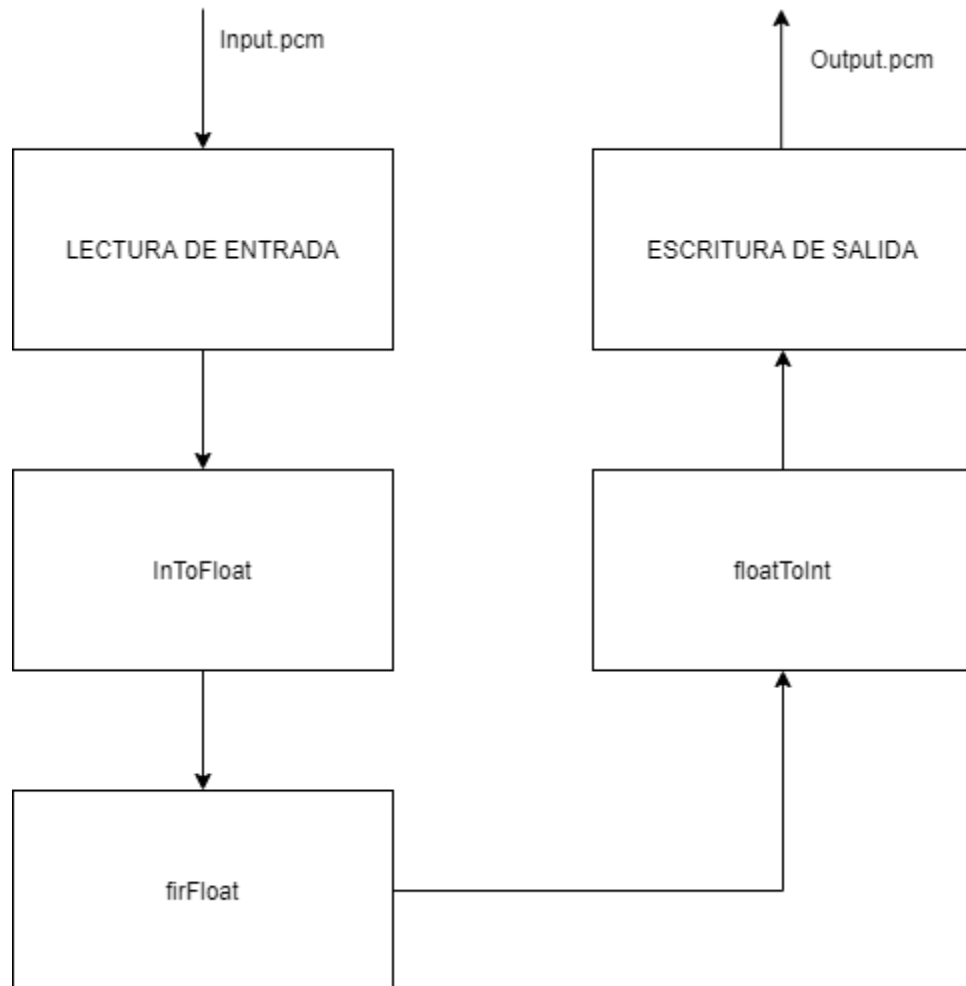 Input.pcm
Output.pcm
LECTURA DE ENTRADA
ESCRITURA DE SALIDA
InToFloat
floatToInt
firFloat